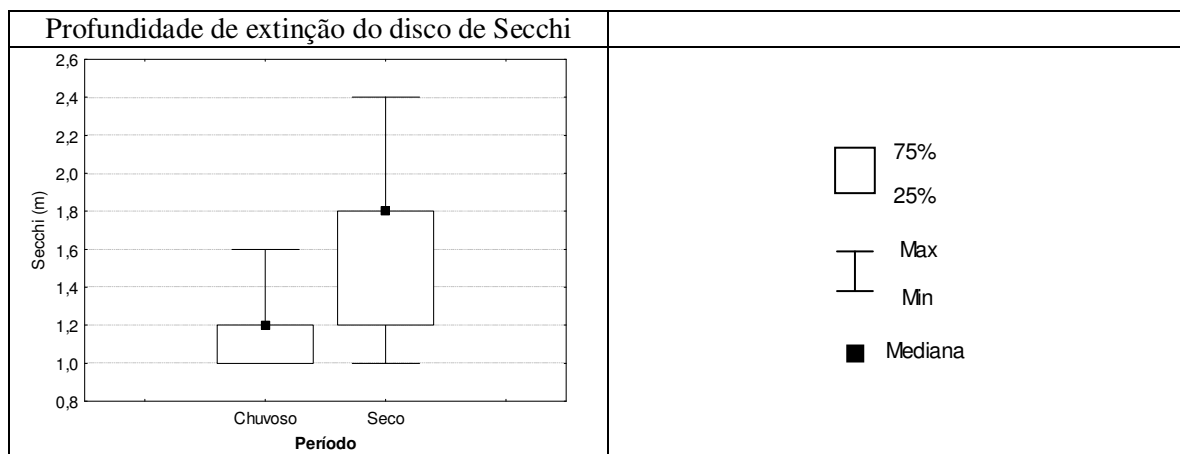 Profundidade de extinção do disco de Secchi
2,6
2,4
2,2
2,0
1,8
1,6
1,4
1,2
1,0
0,8
Secchi (m)
Chuvoso Seco
Período
75%
25%
Max
Min
Mediana